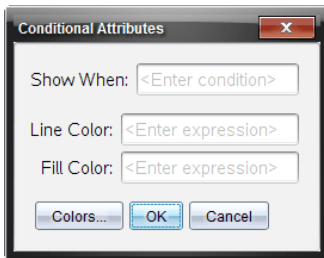 Conditional Attributes
Show When: <Enter condition>
Line Color: <Enter expression>
Fill Color: <Enter expression>
Colors... OK Cancel